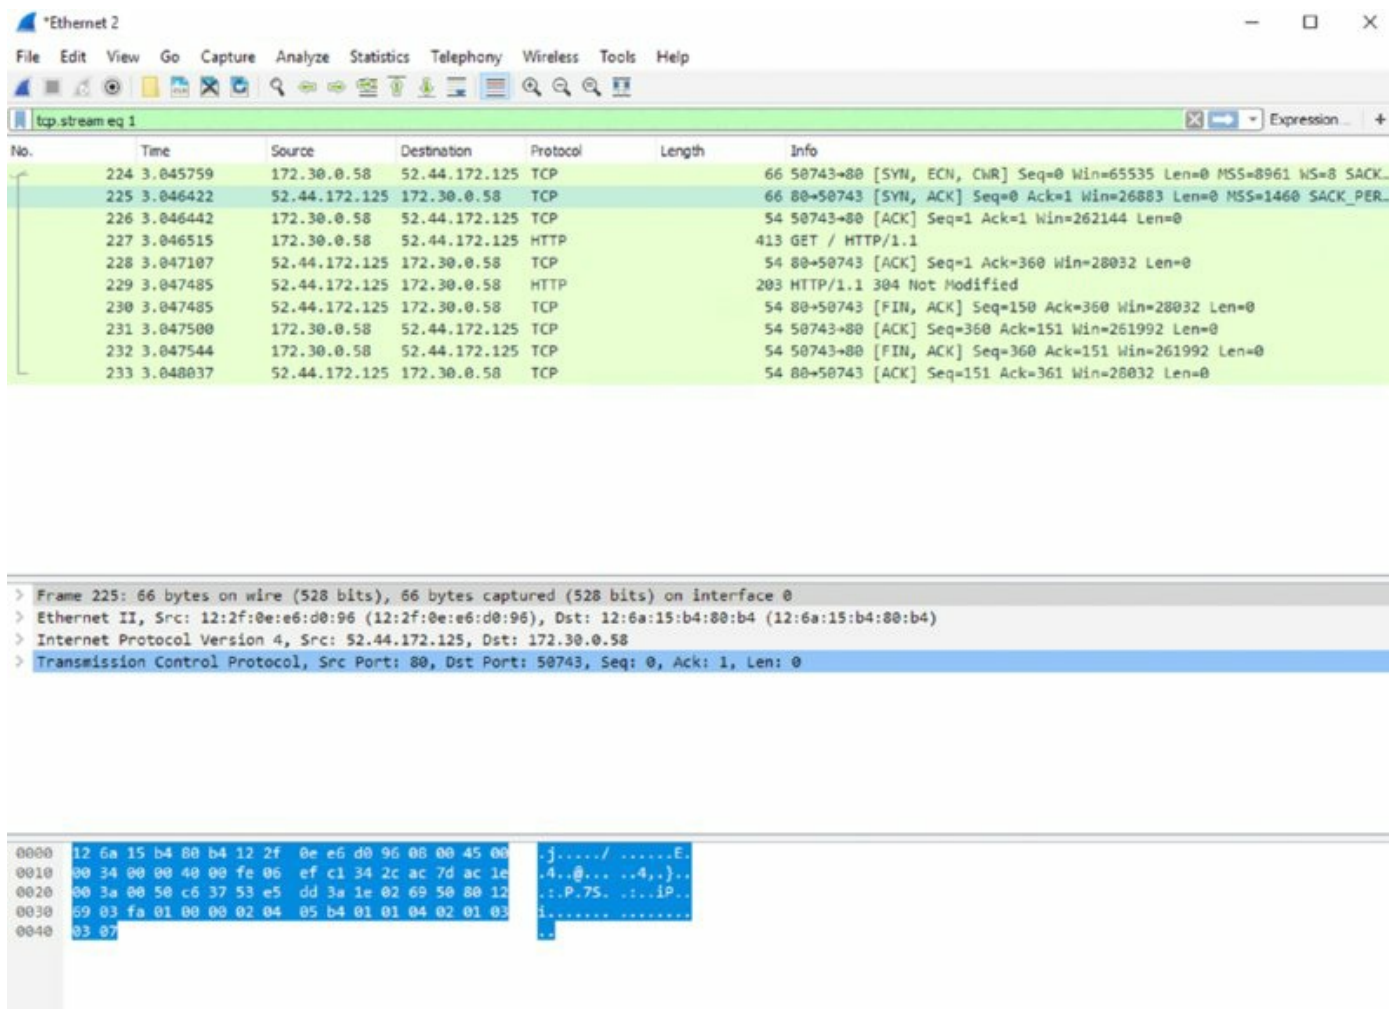 *Ethernet 2
File Edit View Go Capture Analyze Statistics Telephony Wireless Tools Help
tcp.stream eq 1 Expression... +
No. Time Source Destination Protocol Length Info
224 3.045759 172.30.0.58 52.44.172.125 TCP 66 50743→80 [SYN, ECN, CWR] Seq=0 Win=65535 Len=0 MSS=8961 WS=8 SACK…
225 3.046422 52.44.172.125 172.30.0.58 TCP 66 80→50743 [SYN, ACK] Seq=0 Ack=1 Win=26883 Len=0 MSS=1460 SACK_PER…
226 3.046442 172.30.0.58 52.44.172.125 TCP 54 50743→80 [ACK] Seq=1 Ack=1 Win=262144 Len=0
227 3.046515 172.30.0.58 52.44.172.125 HTTP 413 GET / HTTP/1.1
228 3.047107 52.44.172.125 172.30.0.58 TCP 54 80→50743 [ACK] Seq=1 Ack=360 Win=28032 Len=0
229 3.047485 52.44.172.125 172.30.0.58 HTTP 203 HTTP/1.1 304 Not Modified
230 3.047485 52.44.172.125 172.30.0.58 TCP 54 80→50743 [FIN, ACK] Seq=150 Ack=360 Win=28032 Len=0
231 3.047500 172.30.0.58 52.44.172.125 TCP 54 50743→80 [ACK] Seq=360 Ack=151 Win=261992 Len=0
232 3.047544 172.30.0.58 52.44.172.125 TCP 54 50743→80 [FIN, ACK] Seq=360 Ack=151 Win=261992 Len=0
233 3.048037 52.44.172.125 172.30.0.58 TCP 54 80→50743 [ACK] Seq=151 Ack=361 Win=28032 Len=0
> Frame 225: 66 bytes on wire (528 bits), 66 bytes captured (528 bits) on interface 0
> Ethernet II, Src: 12:2f:0e:e6:d0:96 (12:2f:0e:e6:d0:96), Dst: 12:6a:15:b4:80:b4 (12:6a:15:b4:80:b4)
> Internet Protocol Version 4, Src: 52.44.172.125, Dst: 172.30.0.58
> Transmission Control Protocol, Src Port: 80, Dst Port: 50743, Seq: 0, Ack: 1, Len: 0
0000 12 6a 15 b4 80 b4 12 2f 0e e6 d0 96 08 00 45 00 .j...../ ......E.
0010 00 34 00 00 40 00 fe 06 ef c1 34 2c ac 7d ac 1e .4..@... ..4,.}..
0020 00 3a 00 50 c6 37 53 e5 dd 3a 1e 02 69 50 80 12 .:.P.7S. .:..iP..
0030 69 03 fa 01 00 00 02 04 05 b4 01 01 04 02 01 03 i....... ........
0040 03 07 ..